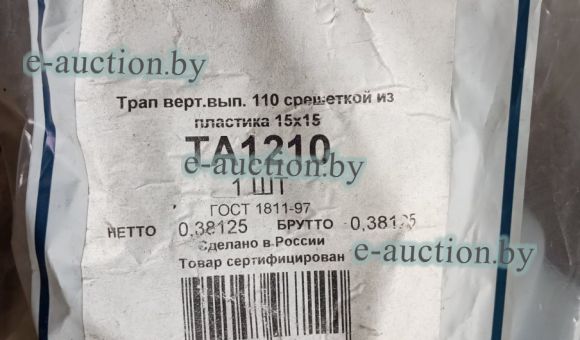 e-auction.by
Трап верт.вып. 110 срешеткой из
пластика 15х15
ТА1210
e-auction.by
1 ШТ
ГОСТ 1811-97
НЕТТО 0,38125 БРУТТО 0,38125
Сделано в России
e-auction.by
Товар сертифицирован